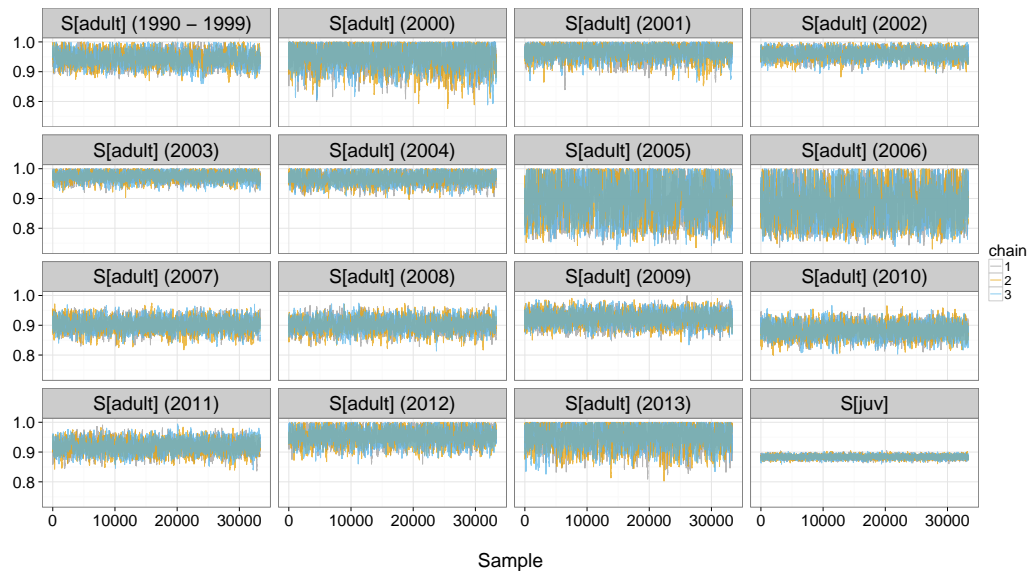 S[adult] (1990 − 1999)
S[adult] (2000)
S[adult] (2001)
S[adult] (2002)
1.0
0.9
0.8
S[adult] (2003)
S[adult] (2004)
S[adult] (2005)
S[adult] (2006)
1.0
0.9
0.8
S[adult] (2007)
S[adult] (2008)
S[adult] (2009)
S[adult] (2010)
1.0
0.9
0.8
S[adult] (2011)
S[adult] (2012)
S[adult] (2013)
S[juv]
1.0
0.9
0.8
0 10000 20000 30000
0 10000 20000 30000
0 10000 20000 30000
0 10000 20000 30000
Sample
chain
1
2
3